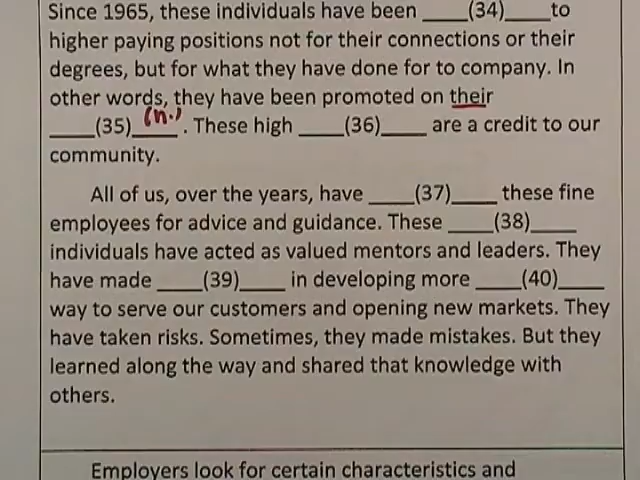 Since 1965, these individuals have been ____(34)____to
higher paying positions not for their connections or their
degrees, but for what they have done for to company. In
other words, they have been promoted on their
____(35)____. These high ____(36)____ are a credit to our
(n.)
community.
All of us, over the years, have ____(37)____ these fine
employees for advice and guidance. These ____(38)____
individuals have acted as valued mentors and leaders. They
have made ____(39)____ in developing more ____(40)____
way to serve our customers and opening new markets. They
have taken risks. Sometimes, they made mistakes. But they
learned along the way and shared that knowledge with
others.
Employers look for certain characteristics and